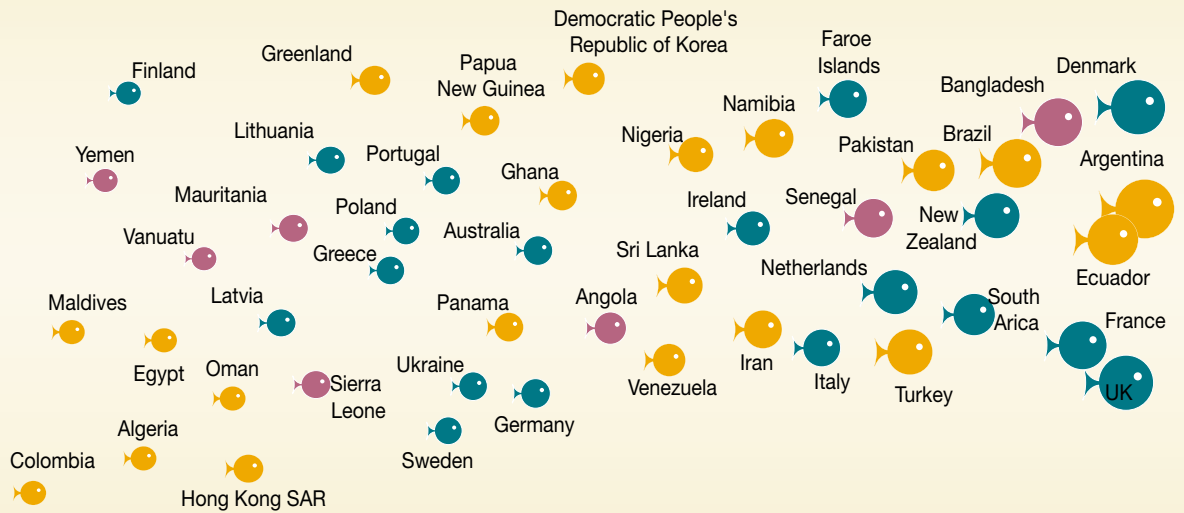 Democratic People's
Republic of Korea
Faroe
Islands
Greenland
Papua
New Guinea
Finland
Denmark
Bangladesh
Namibia
Lithuania
Nigeria
Brazil
Pakistan
Portugal
Yemen
Argentina
Ghana
Mauritania
Senegal
Ireland
Poland
New
Zealand
Australia
Vanuatu
Greece
Sri Lanka
Netherlands
Ecuador
Latvia
Angola
South
Arica
Maldives
Panama
France
Iran
Ukraine
Oman
Egypt
Italy
Sierra
Leone
Venezuela
Turkey
UK
Germany
Algeria
Sweden
Colombia
Hong Kong SAR